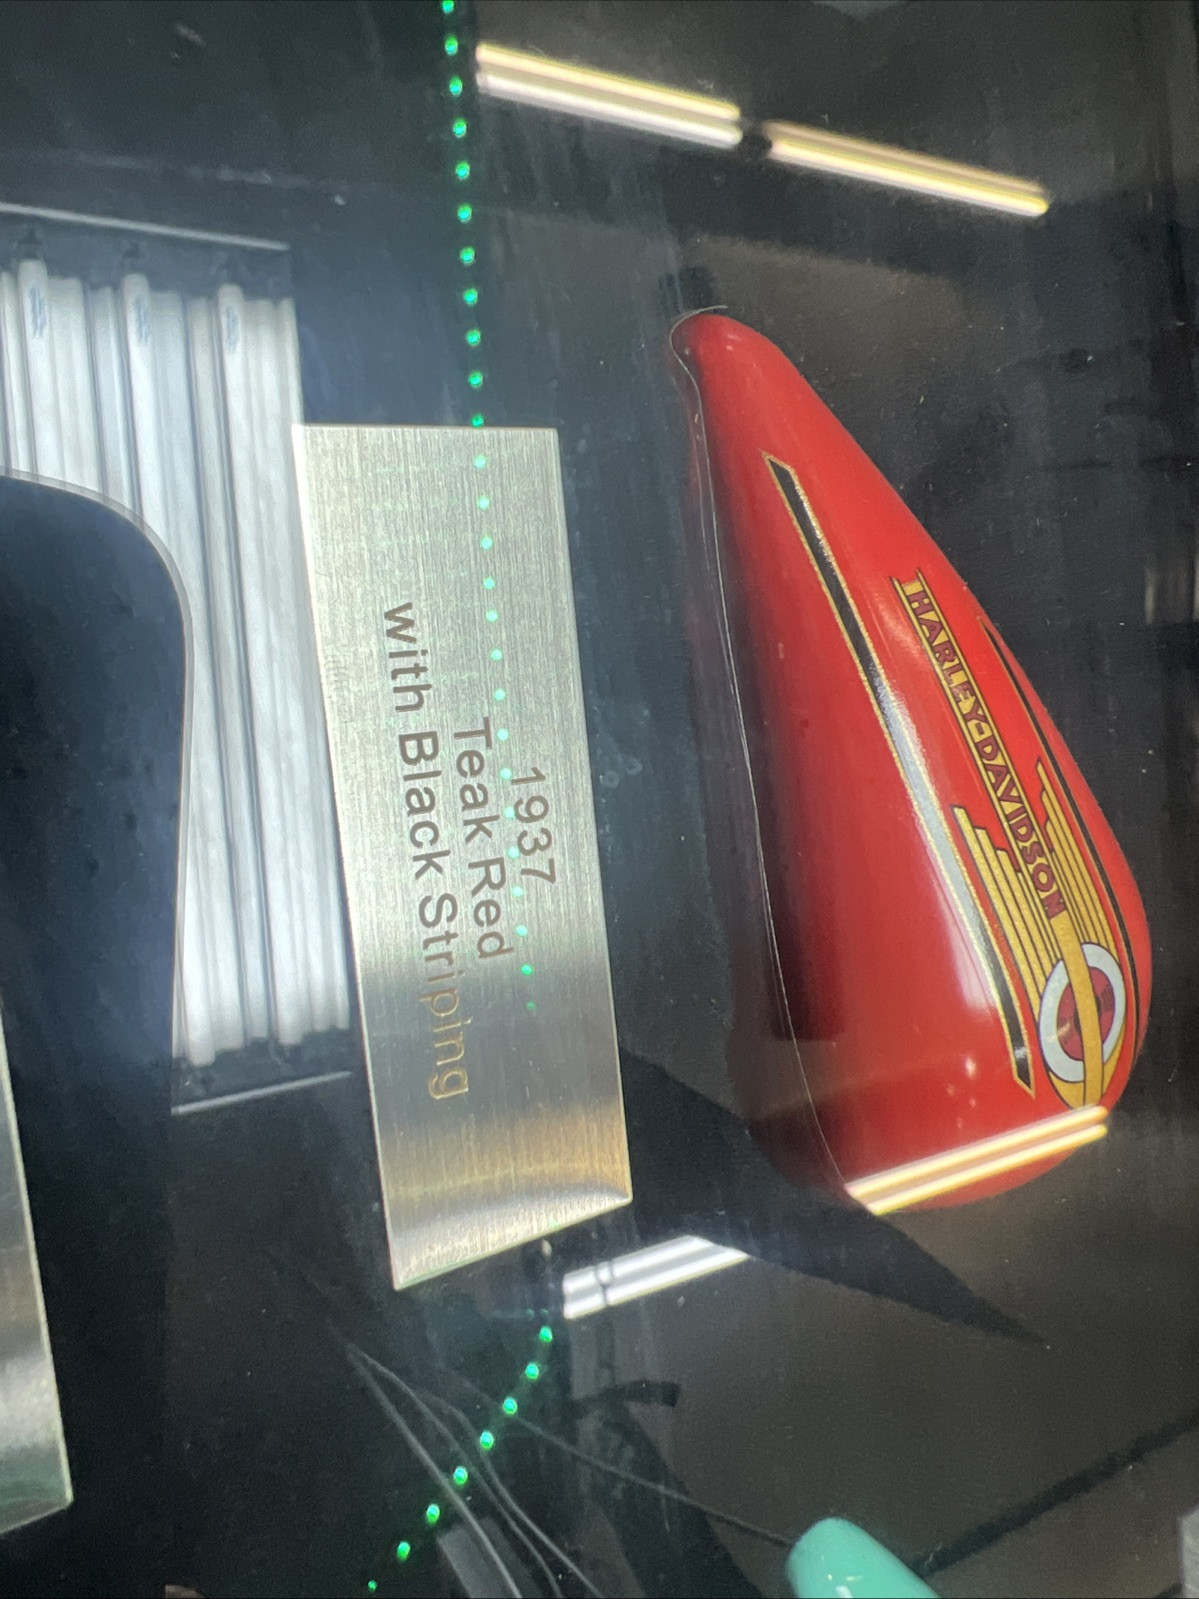 1937
Teak Red
with Black Striping
HARLEY-DAVIDSON